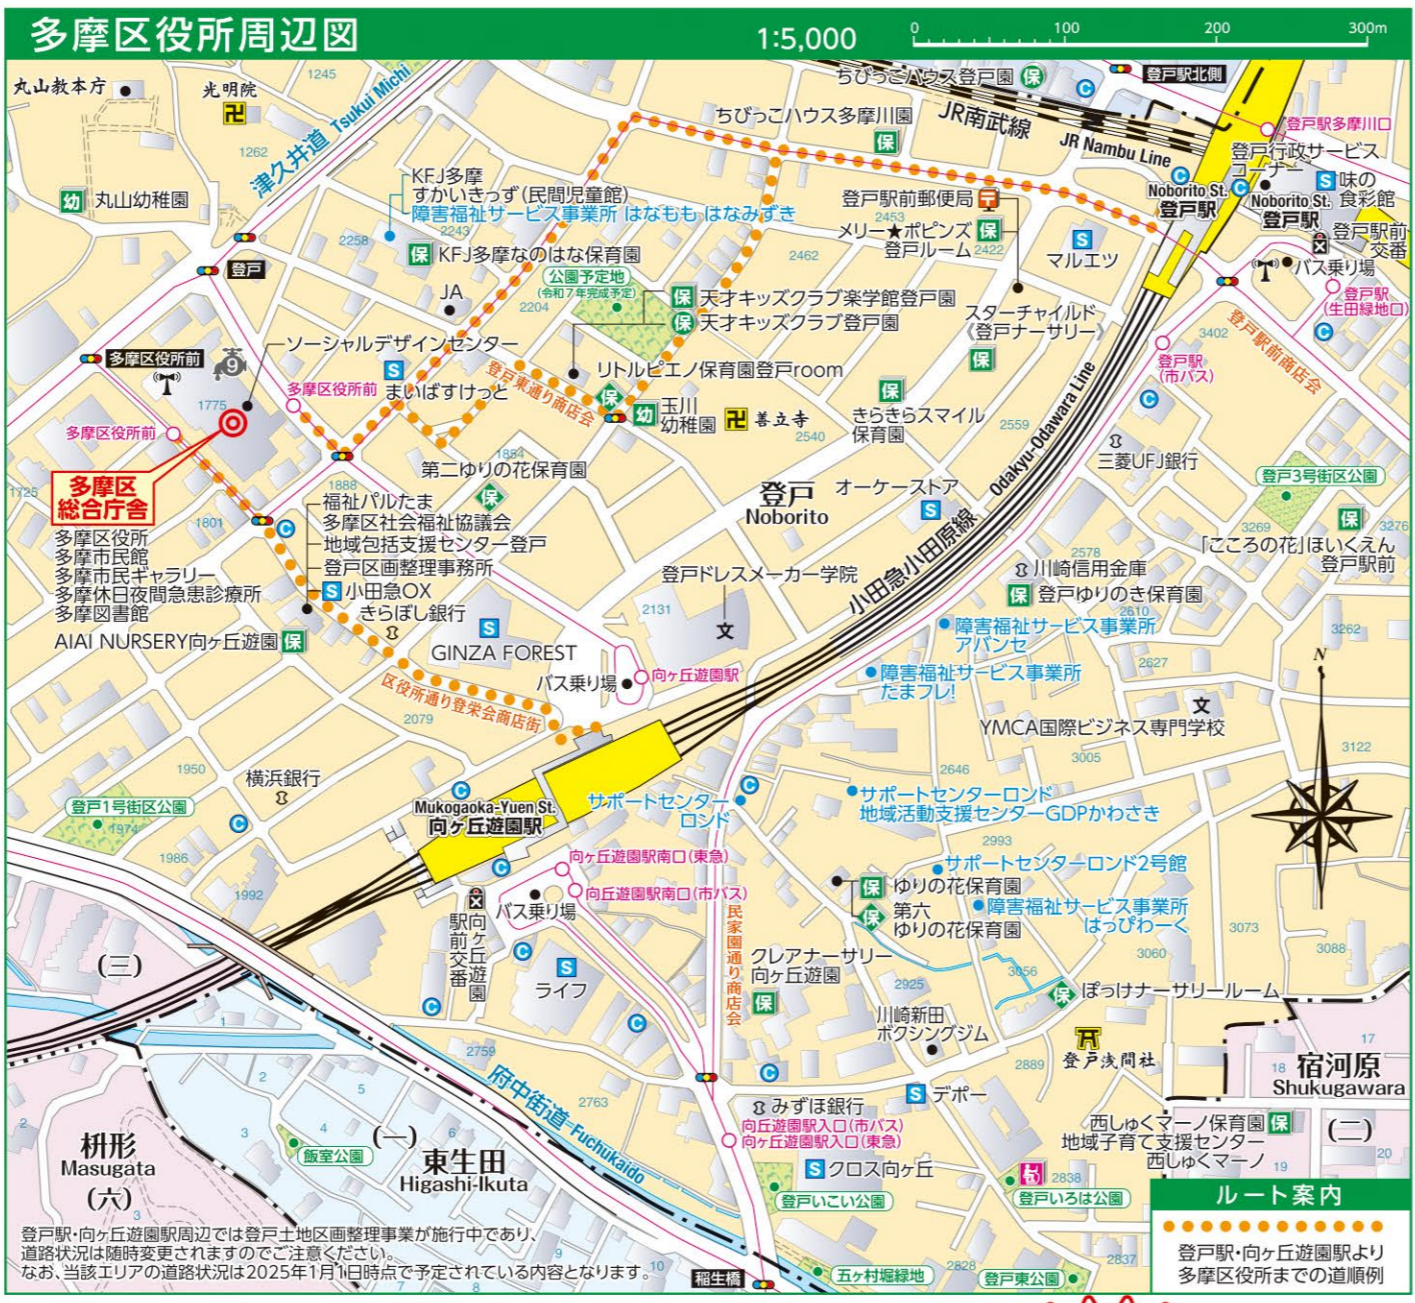 多摩区役所周辺図
1:5,000
0 100 200 300m
丸山教本庁
光明院
1245
1262
津久井道 Tsukui Michi
丸山幼稚園
幼
ちびっこハウス登戸園
保
登戸駅北側
ちびっこハウス多摩川園
保
JR南武線
JR Nambu Line
登戸駅多摩川口
登戸行政サービス
コーナー
味の
食彩館
Noborito St.
登戸駅
Noborito St.
登戸駅
登戸駅前
交番
バス乗り場
登戸駅
(生田緑地口)
KFJ多摩
すかいきっず(民間児童館)
障害福祉サービス事業所 はなもも はなみずき
2243
2258
KFJ多摩なのはな保育園
登戸駅前郵便局
2453
メリー★ポピンズ
登戸ルーム
2422
マルエツ
2462
登戸
JA
公園予定地
(令和7年完成予定)
2204
天才キッズクラブ楽学館登戸園
天才キッズクラブ登戸園
スターチャイルド
《登戸ナーサリー》
3402
登戸駅前商店会
登戸駅
(市バス)
多摩区役所前
ソーシャルデザインセンター
9
1775
多摩区役所前
まいばすけっと
登戸東通り商店会
リトルピエノ保育園登戸room
玉川
幼稚園
善立寺
2540
きらきらスマイル
保育園
2559
Odakyu-Odawara Line
三菱UFJ銀行
多摩区役所前
多摩区
総合庁舎
1725
1801
1888
1854
第二ゆりの花保育園
福祉パルたま
多摩区社会福祉協議会
地域包括支援センター登戸
登戸区画整理事務所
小田急OX
きらぼし銀行
多摩区役所
多摩市民館
多摩市民ギャラリー
多摩休日夜間急患診療所
多摩図書館
AIAI NURSERY向ヶ丘遊園
登戸
Noborito
オーケーストア
登戸3号街区公園
3269
3276
「こころの花」ほいくえん
登戸駅前
2578
川崎信用金庫
登戸ゆりのき保育園
2610
小田急小田原線
登戸ドレスメーカー学院
2131
文
GINZA FOREST
バス乗り場
向ヶ丘遊園駅
区役所通り登栄会商店街
2079
障害福祉サービス事業所
アバンセ
障害福祉サービス事業所
たまフレ!
2627
3262
N
YMCA国際ビジネス専門学校
文
3122
3005
2646
1950
横浜銀行
登戸1号街区公園
1974
1986
1992
Mukogaoka-Yuen St.
向ヶ丘遊園駅
サポートセンター
ロンド
サポートセンターロンド
地域活動支援センターGDPかわさき
2993
サポートセンターロンド2号館
向ヶ丘遊園駅南口(東急)
向丘遊園駅南口(市バス)
バス乗り場
向ヶ丘遊園
駅前交番
ライフ
民家園通り商店会
ゆりの花保育園
第六
ゆりの花保育園
障害福祉サービス事業所
はっぴわーく
3073
3088
3060
3056
クレアナーサリー
向ヶ丘遊園
2925
ぽっけナーサリールーム
川崎新田
ボクシングジム
登戸浅間社
2889
(三)
1
2
5
3
4
6
2759
2763
府中街道 Fuchukaido
デポー
みずほ銀行
向丘遊園駅入口(市バス)
向ヶ丘遊園駅入口(東急)
クロス向ヶ丘
登戸いこい公園
2838
登戸いろは公園
17
18
宿河原
Shukugawara
西しゅくマーノ保育園
地域子育て支援センター
西しゅくマーノ
(二)
19
20
枡形
Masugata
(六)
2
3
飯室公園
(一)
東生田
Higashi-Ikuta
7
8
9
10
稲生橋
五ヶ村堀緑地
2828
登戸東公園
2837
登戸駅・向ヶ丘遊園駅周辺では登戸土地区画整理事業が施行中であり、
道路状況は随時変更されますのでご注意ください。
なお、当該エリアの道路状況は2025年1月1日時点で予定されている内容となります。
ルート案内
登戸駅・向ヶ丘遊園駅より
多摩区役所までの道順例